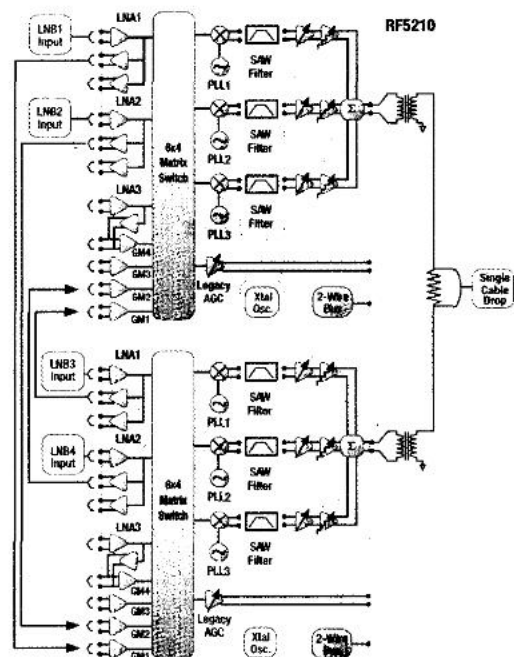 RF5210
LNB1
Input
LNA1
LNB2
Input
LNA2
LNA3
GM4
GM3
GM2
GM1
6x4
Matrix
Switch
PLL1
SAW
Filter
PLL2
SAW
Filter
PLL3
SAW
Filter
Σ
Legacy
AGC
Xtal
Osc.
2-Wire
Bus
Single
Cable
Drop
LNB3
Input
LNA1
LNB4
Input
LNA2
LNA3
GM4
GM3
GM2
GM1
6x4
Matrix
Switch
PLL1
SAW
Filter
PLL2
SAW
Filter
PLL3
SAW
Filter
Σ
Legacy
AGC
Xtal
Osc.
2-Wire